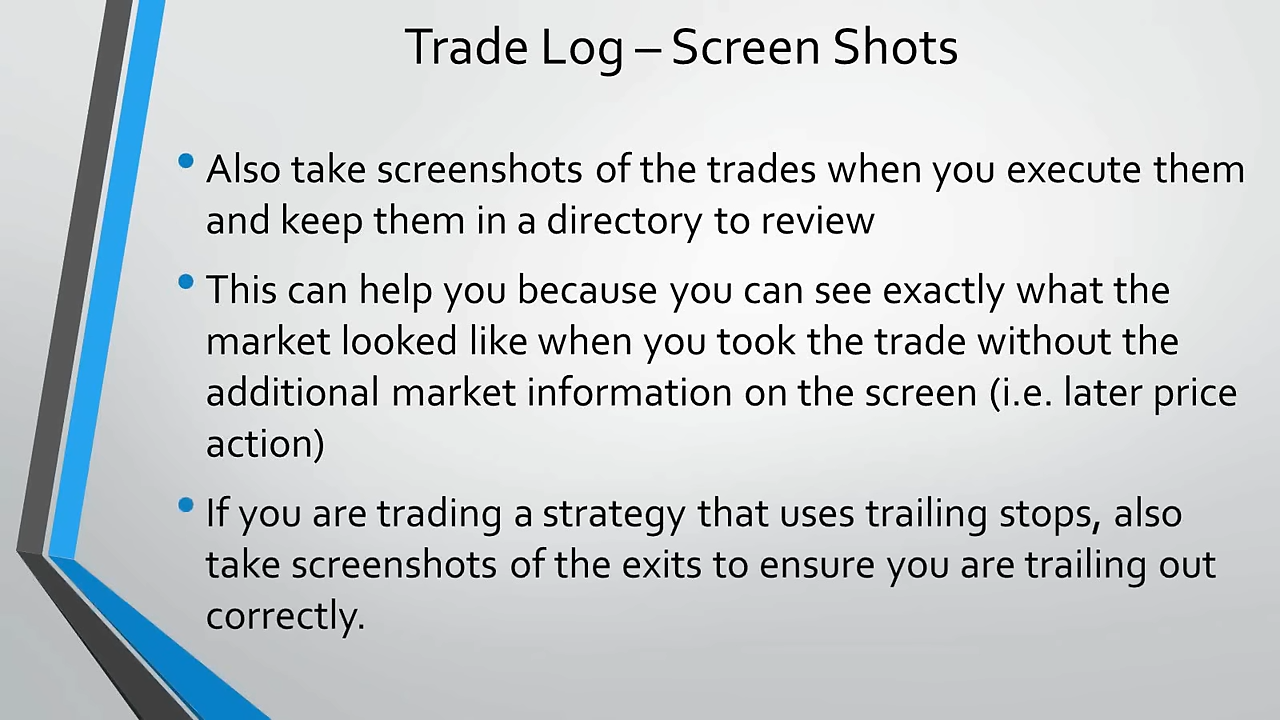 Trade Log – Screen Shots
• Also take screenshots of the trades when you execute them
and keep them in a directory to review
• This can help you because you can see exactly what the
market looked like when you took the trade without the
additional market information on the screen (i.e. later price
action)
• If you are trading a strategy that uses trailing stops, also
take screenshots of the exits to ensure you are trailing out
correctly.